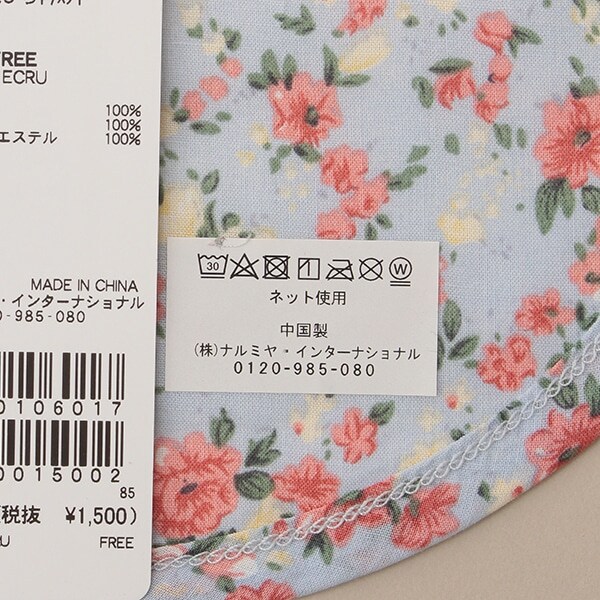 FREE
ECRU
100%
100%
エステル 100%
MADE IN CHINA
・インターナショナル
0-985-080
0106017
0015002
85
税抜 ¥1,500)
RU FREE
30 W
ネット使用
中国製
(株)ナルミヤ・インターナショナル
0120-985-080